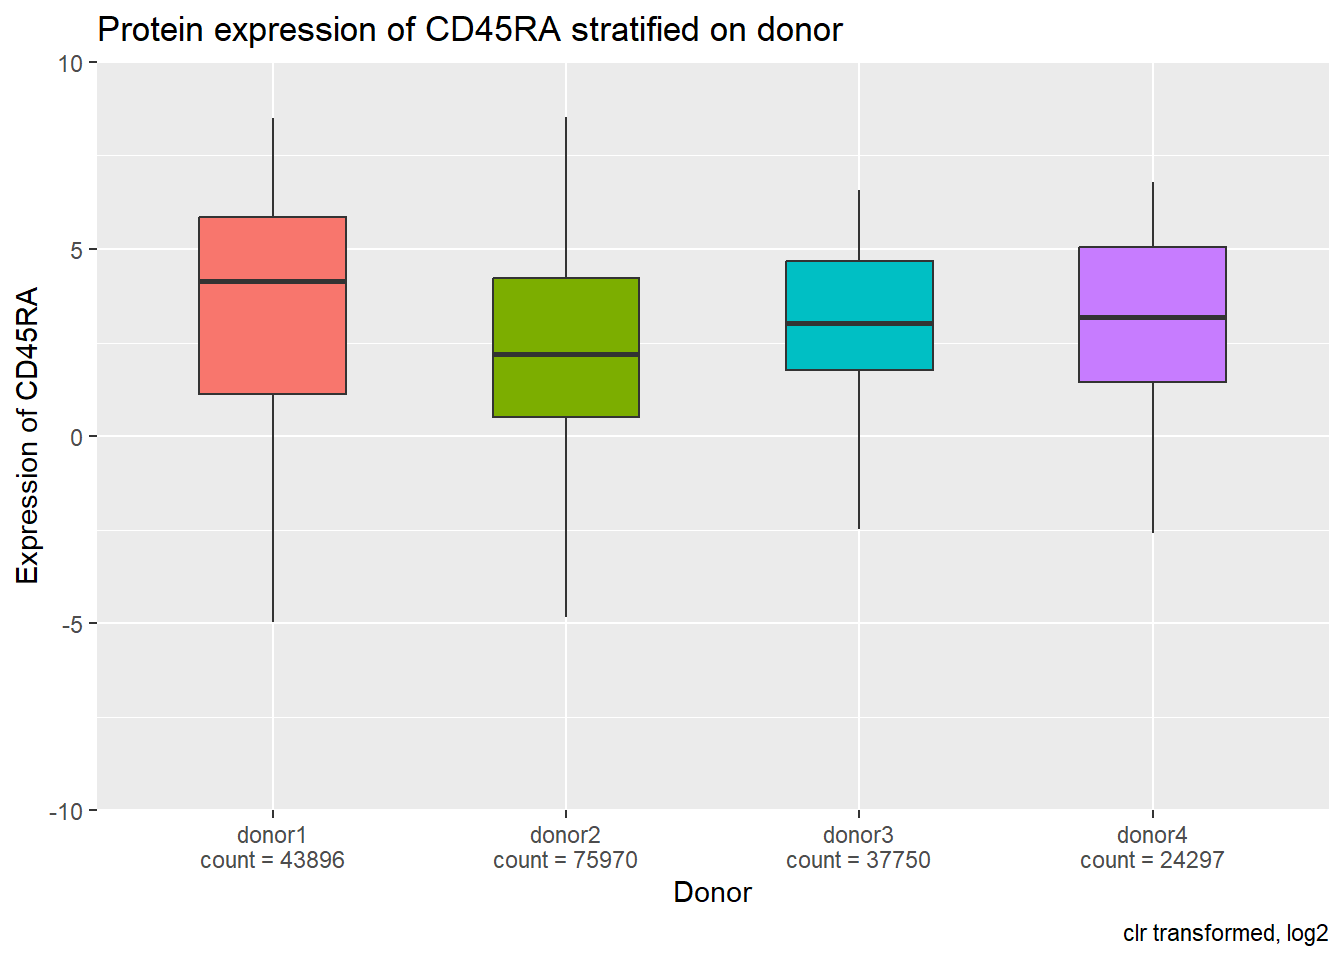 Protein expression of CD45RA stratified on donor
Expression of CD45RA
10
5
0
-5
-10
donor1
count = 43896
donor2
count = 75970
donor3
count = 37750
donor4
count = 24297
Donor
clr transformed, log2